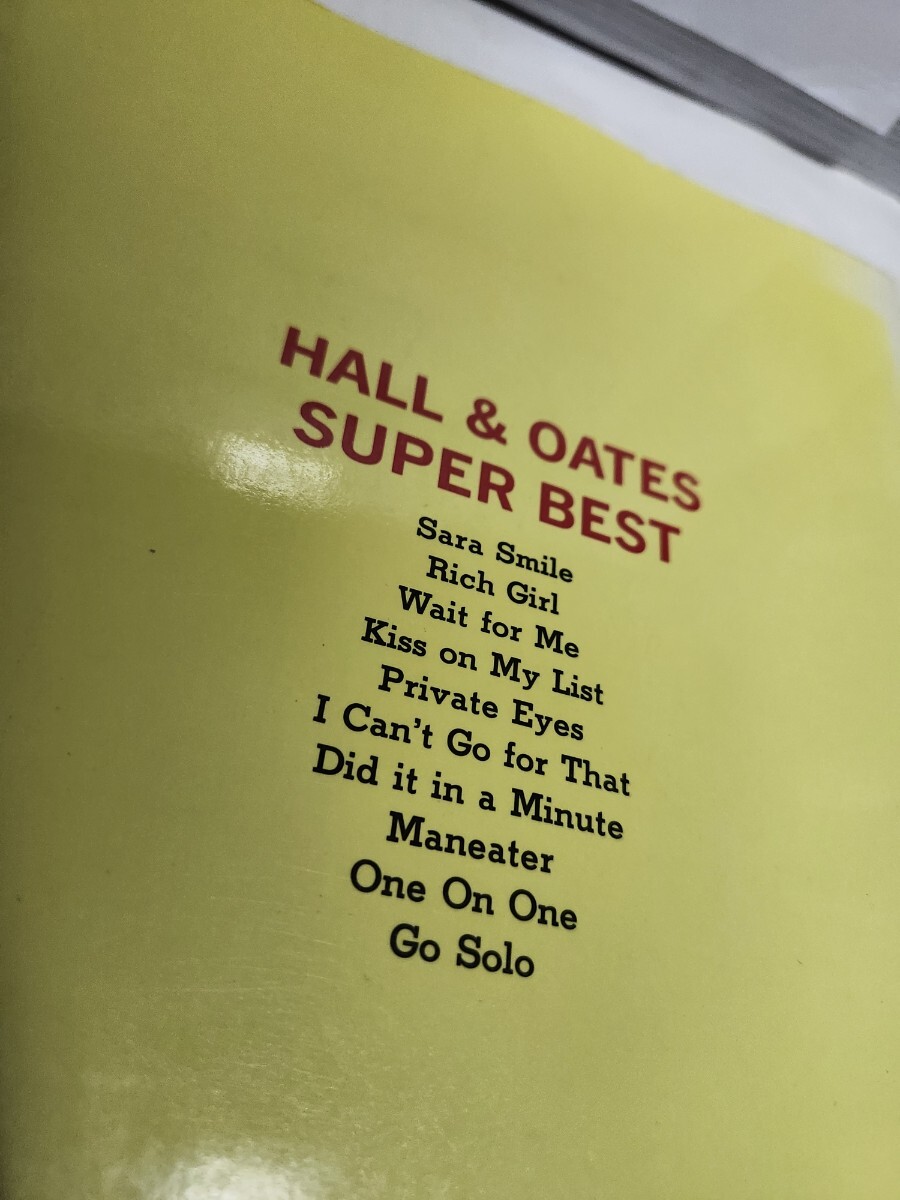 HALL & OATES
SUPER BEST
Sara Smile
Rich Girl
Wait for Me
Kiss on My List
Private Eyes
I Can't Go for That
Did it in a Minute
Maneater
One On One
Go Solo